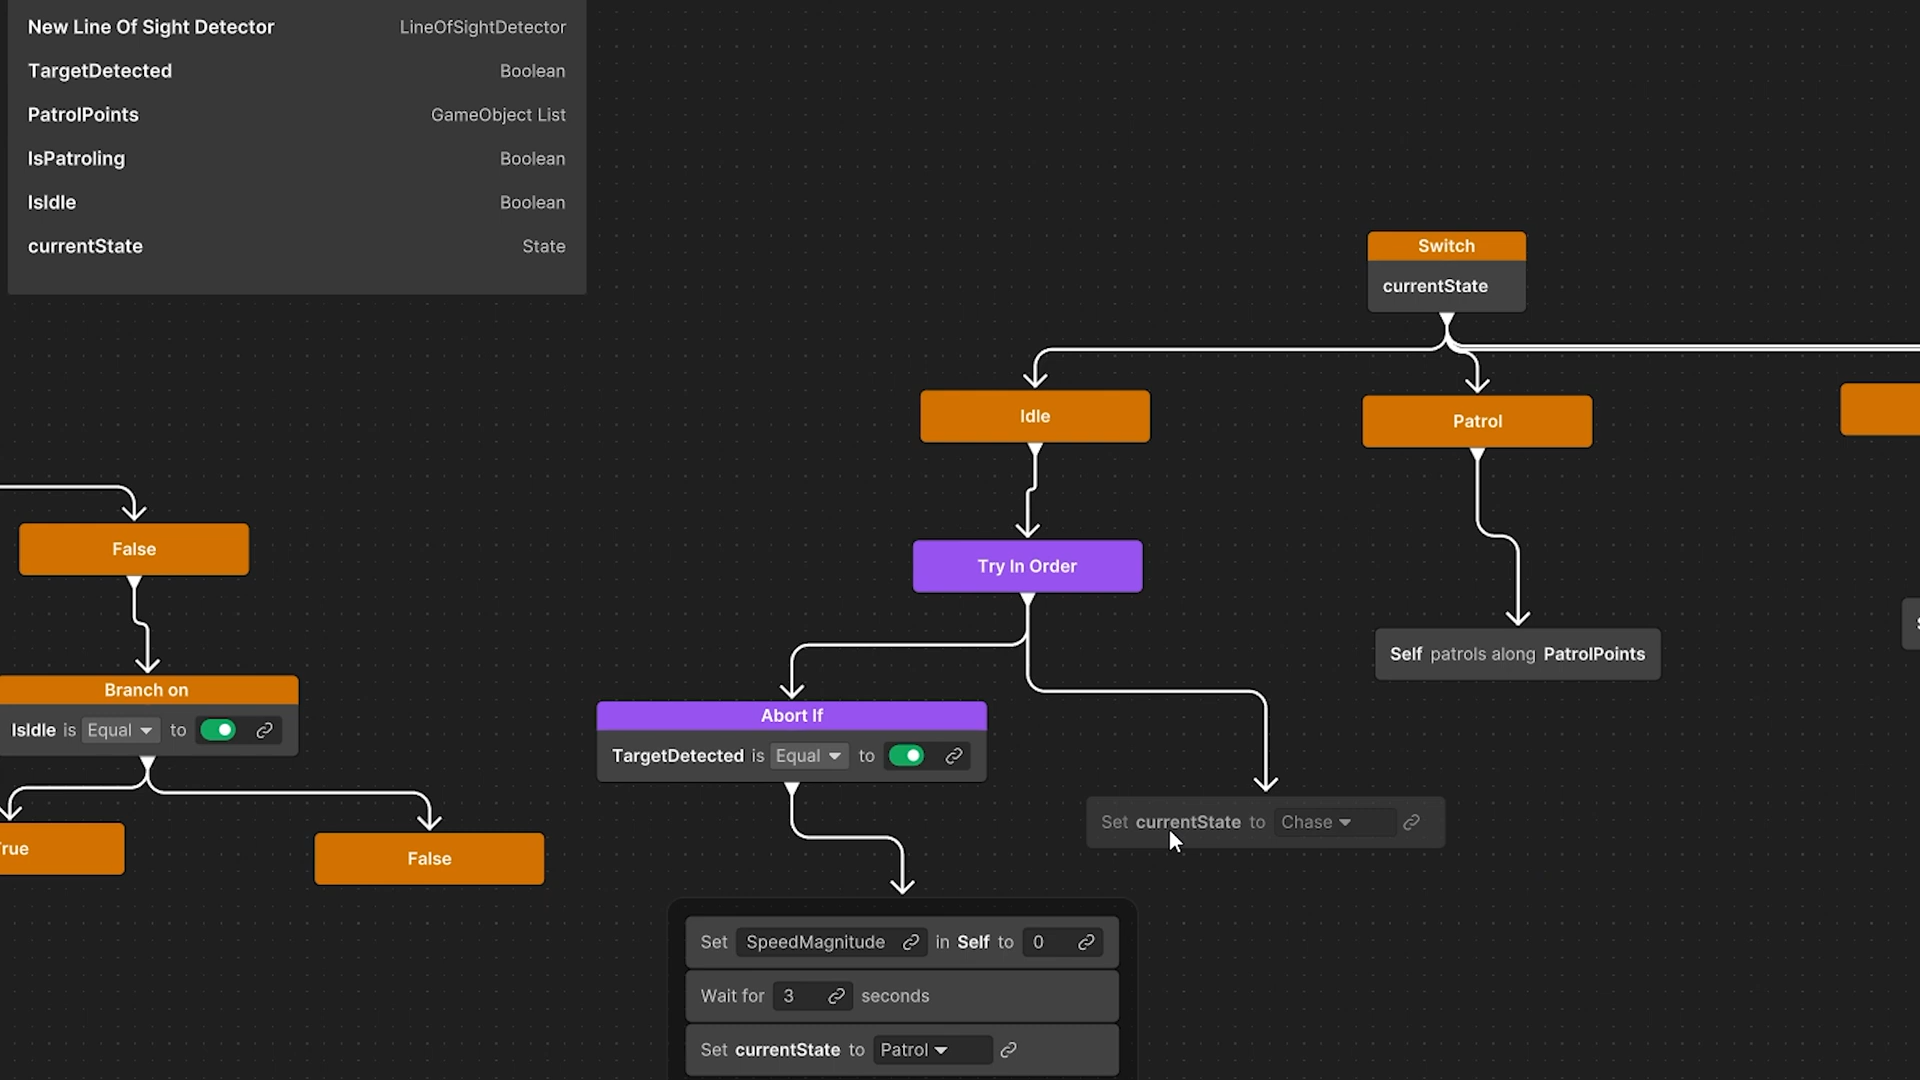 New Line Of Sight Detector LineOfSightDetector
TargetDetected Boolean
PatrolPoints GameObject List
IsPatroling Boolean
IsIdle Boolean
currentState State
Switch
currentState
Idle
Patrol
False
Try In Order
Self patrols along PatrolPoints
Branch on
IsIdle is Equal to
Abort If
TargetDetected is Equal to
Set currentState to Chase
rue
False
Set SpeedMagnitude in Self to 0
Wait for 3 seconds
Set currentState to Patrol